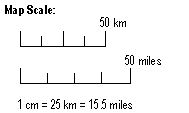 Map Scale:
50 km
50 miles
1 cm = 25 km = 15.5 miles